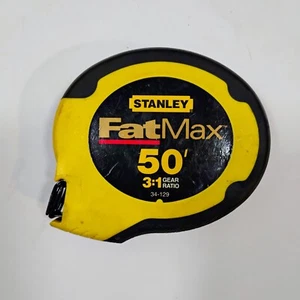 STANLEY
FatMax
50'
3:1 GEAR RATIO
34-129